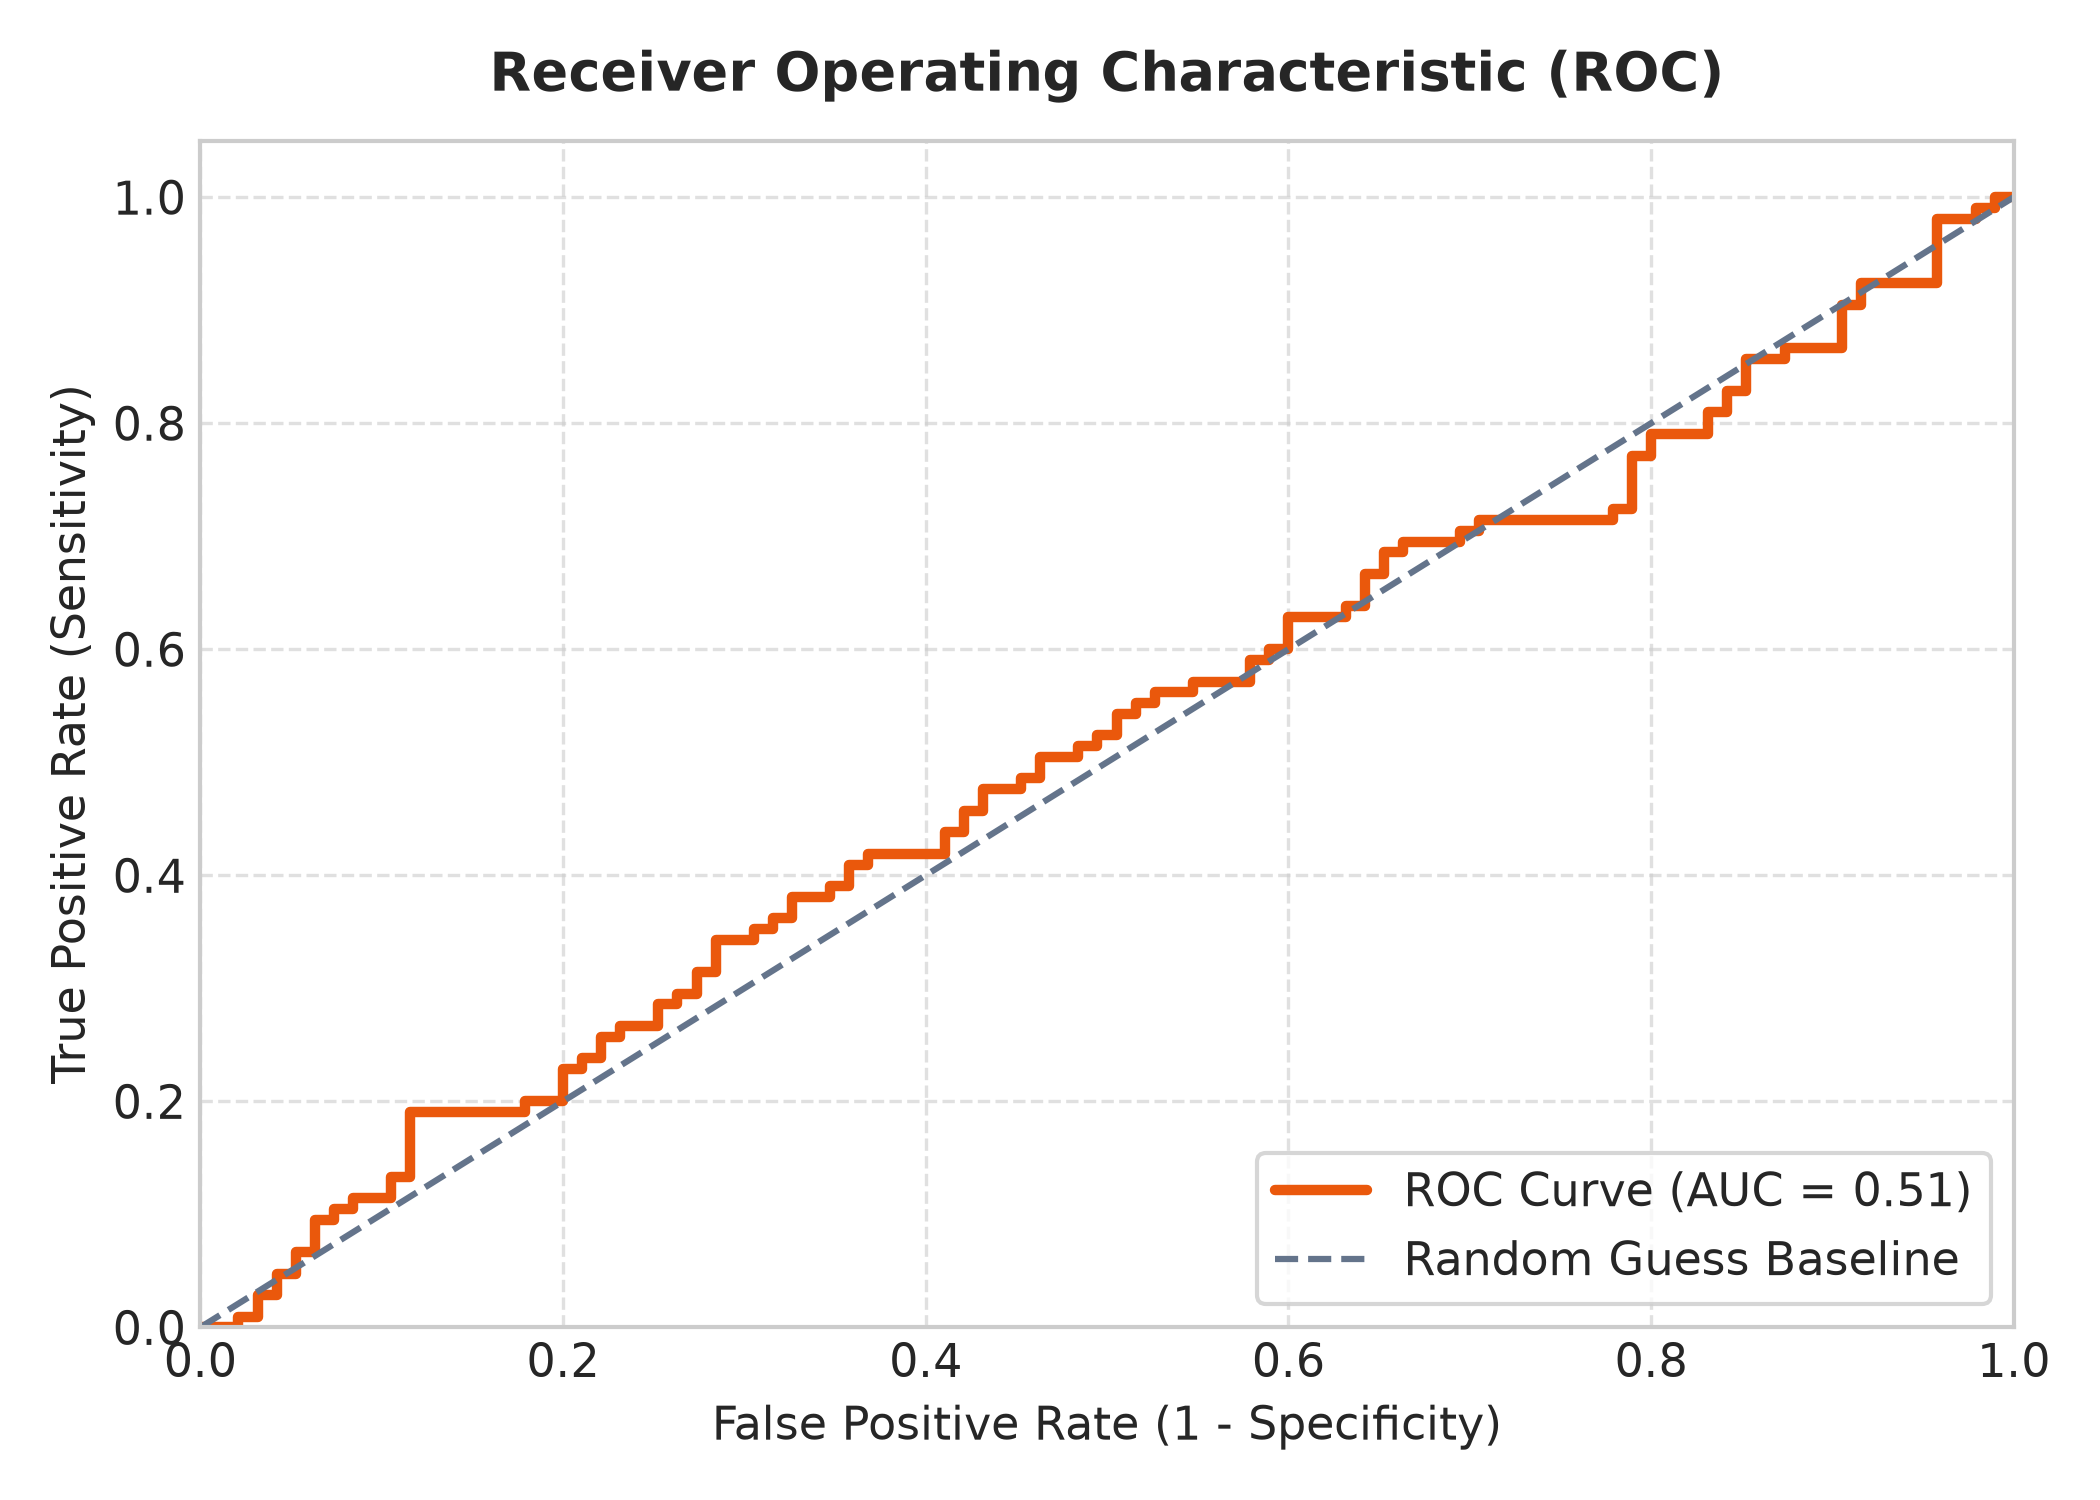 Receiver Operating Characteristic (ROC)
True Positive Rate (Sensitivity)
1.0
0.8
0.6
0.4
0.2
0.0
0.0 0.2 0.4 0.6 0.8 1.0
False Positive Rate (1 - Specificity)
ROC Curve (AUC = 0.51)
Random Guess Baseline